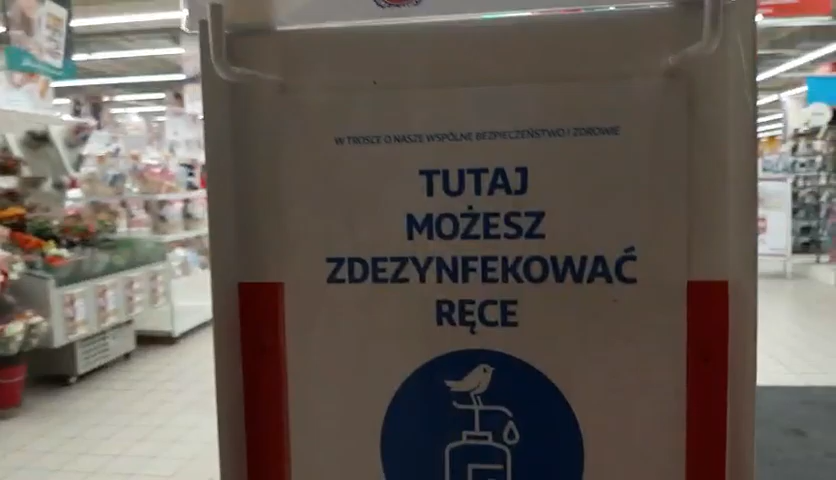 W TROSCE O NASZE WSPÓLNE BEZPIECZEŃSTWO I ZDROWIE
TUTAJ
MOŻESZ
ZDEZYNFEKOWAĆ
RĘCE